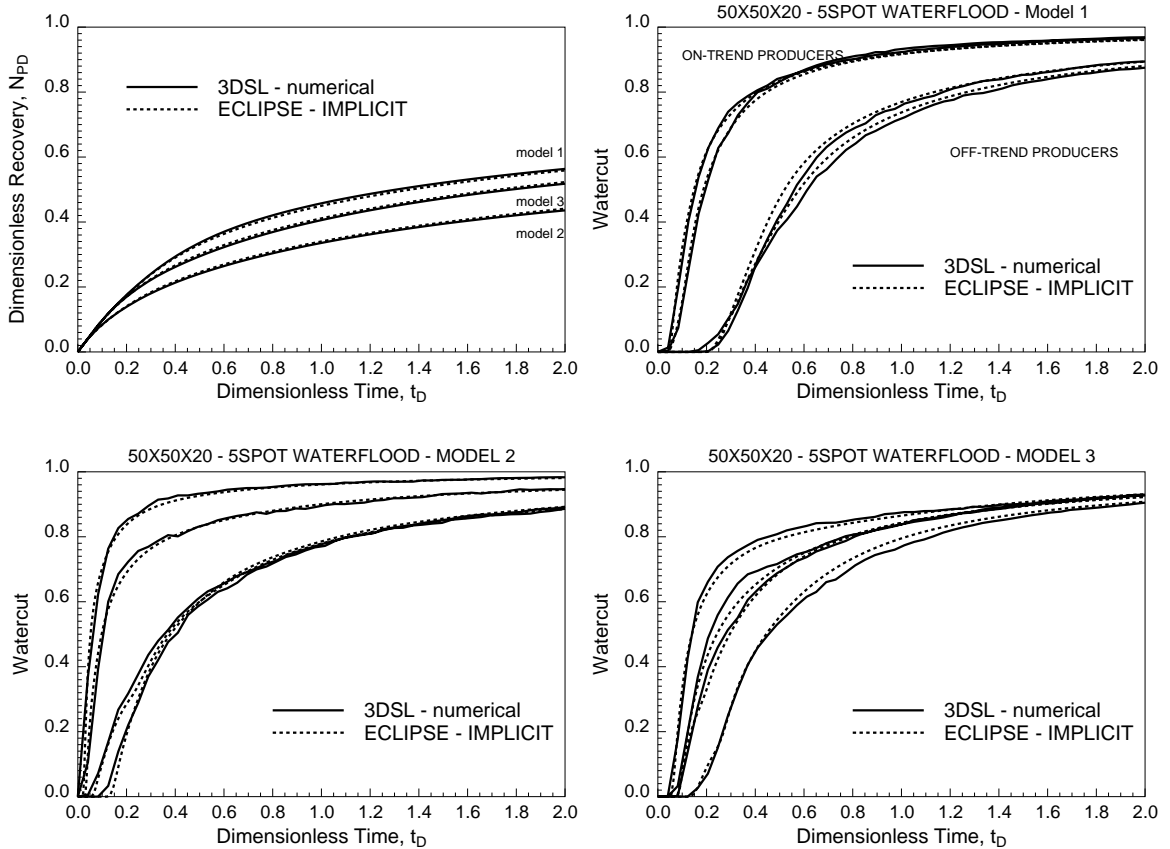 1.0
0.8
0.6
0.4
0.2
0.0
Dimensionless Recovery, NPD
3DSL - numerical
ECLIPSE - IMPLICIT
model 1
model 3
model 2
0.0 0.2 0.4 0.6 0.8 1.0 1.2 1.4 1.6 1.8 2.0
Dimensionless Time, tD
50X50X20 - 5SPOT WATERFLOOD - Model 1
1.0
0.8
0.6
0.4
0.2
0.0
Watercut
ON-TREND PRODUCERS
OFF-TREND PRODUCERS
3DSL - numerical
ECLIPSE - IMPLICIT
0.0 0.2 0.4 0.6 0.8 1.0 1.2 1.4 1.6 1.8 2.0
Dimensionless Time, tD
50X50X20 - 5SPOT WATERFLOOD - MODEL 2
1.0
0.8
0.6
0.4
0.2
0.0
Watercut
3DSL - numerical
ECLIPSE - IMPLICIT
0.0 0.2 0.4 0.6 0.8 1.0 1.2 1.4 1.6 1.8 2.0
Dimensionless Time, tD
50X50X20 - 5SPOT WATERFLOOD - MODEL 3
1.0
0.8
0.6
0.4
0.2
0.0
Watercut
3DSL - numerical
ECLIPSE - IMPLICIT
0.0 0.2 0.4 0.6 0.8 1.0 1.2 1.4 1.6 1.8 2.0
Dimensionless Time, tD